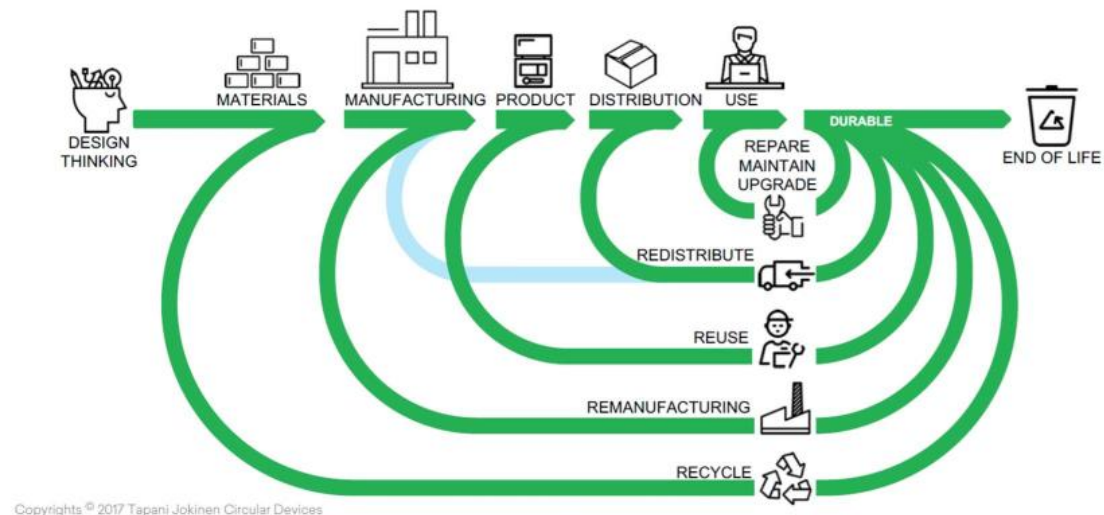 MATERIALS
MANUFACTURING
PRODUCT
DISTRIBUTION
USE
DESIGN
THINKING
DURABLE
END OF LIFE
REPARE
MAINTAIN
UPGRADE
REDISTRIBUTE
REUSE
REMANUFACTURING
RECYCLE
Copyrights © 2017 Tapani Jokinen Circular Devices